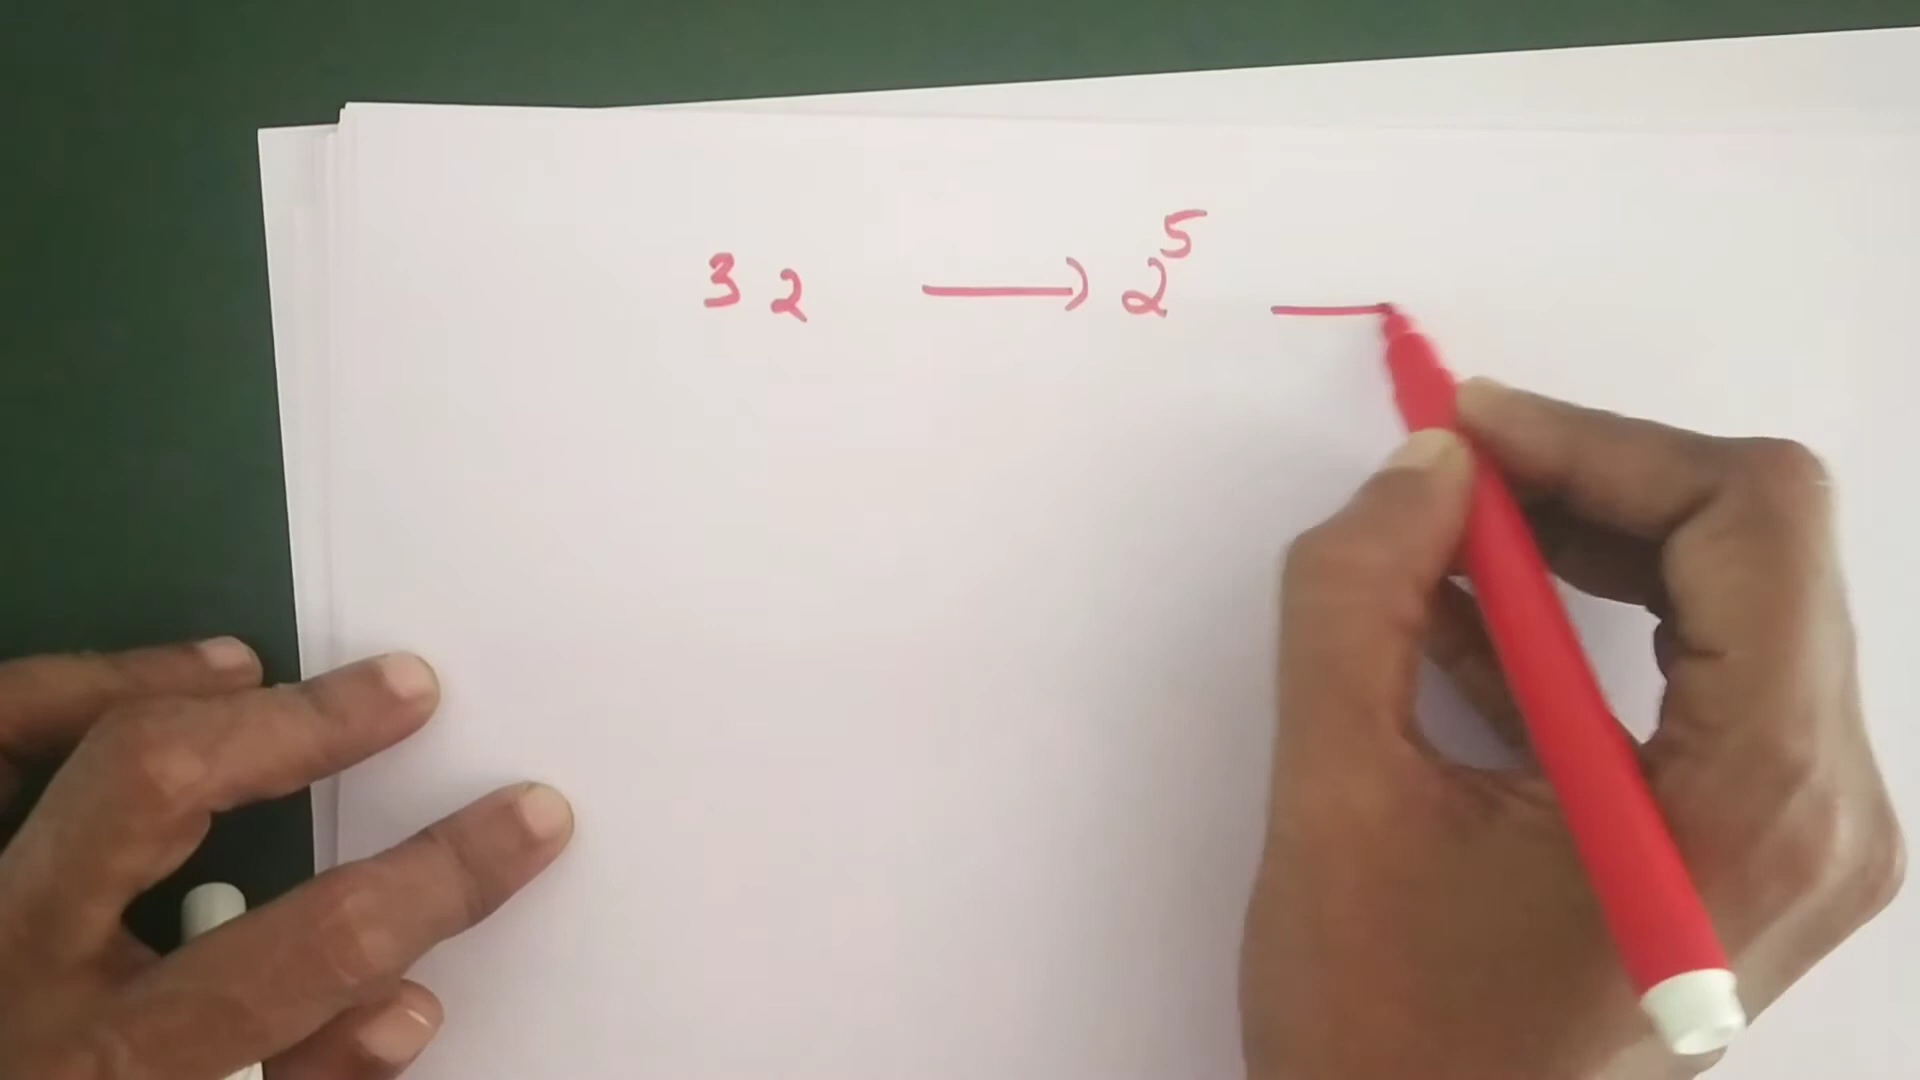 32 → 2⁵ —